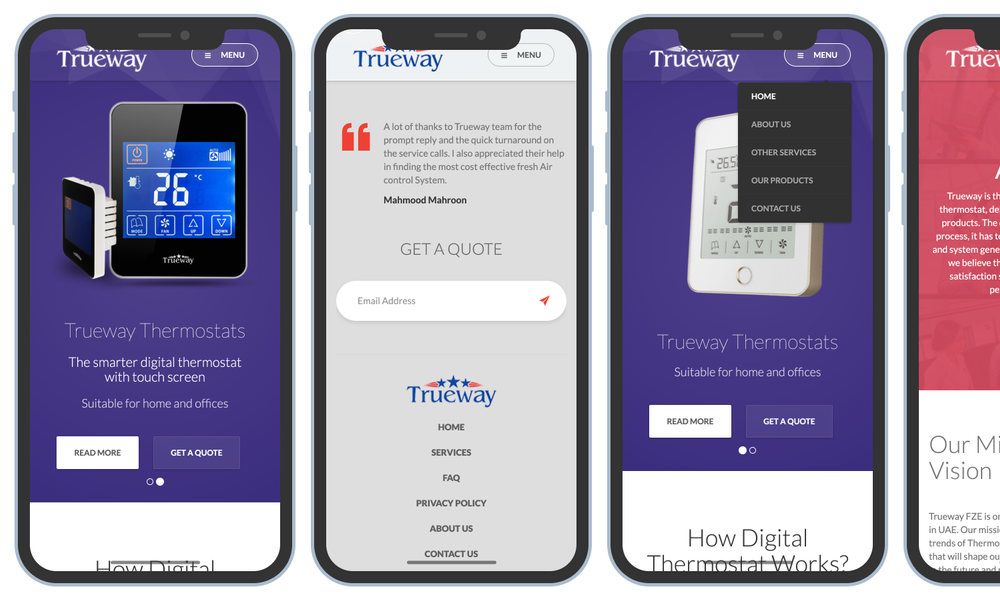 Trueway
MENU
POWER
AUTO
26 °C
MODE
FAN
UP
DOWN
Trueway
Trueway Thermostats
The smarter digital thermostat
with touch screen
Suitable for home and offices
READ MORE
GET A QUOTE
How Digital
Trueway
MENU
A lot of thanks to Trueway team for the
prompt reply and the quick turnaround on
the service calls. I also appreciated their help
in finding the most cost effective fresh Air
control System.
Mahmood Mahroon
GET A QUOTE
Email Address
Trueway
HOME
SERVICES
FAQ
PRIVACY POLICY
ABOUT US
CONTACT US
Trueway
MENU
HOME
ABOUT US
OTHER SERVICES
OUR PRODUCTS
CONTACT US
Trueway Thermostats
Suitable for home and offices
READ MORE
GET A QUOTE
How Digital
Thermostat Works?
Truew
Trueway is th
thermostat, de
products. The
process, it has to
and system gene
we believe th
satisfaction
pe
Our Mi
Vision
Trueway FZE is or
in UAE. Our missi
trends of Thermo
that will shape ou
the future and